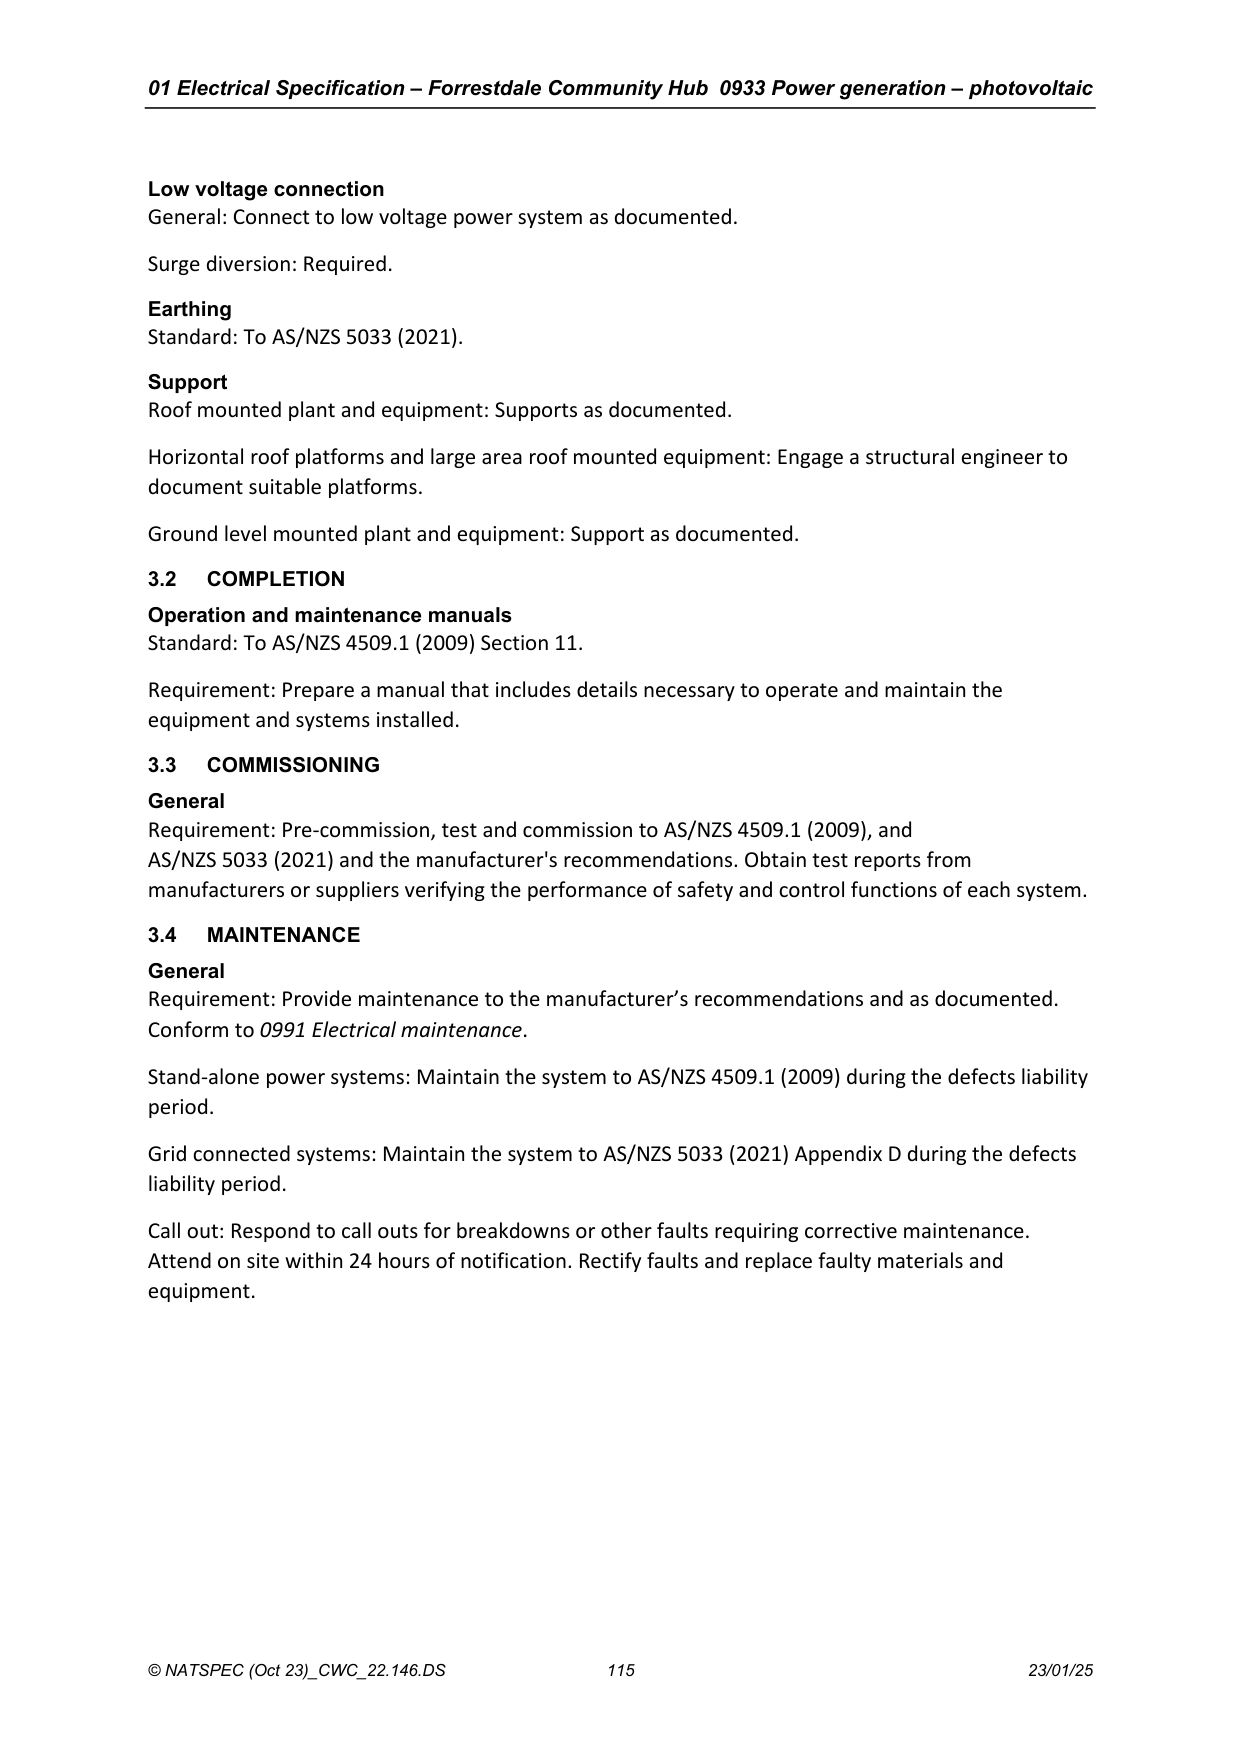 01 Electrical Specification – Forrestdale Community Hub 0933 Power generation – photovoltaic
Low voltage connection
General: Connect to low voltage power system as documented.
Surge diversion: Required.
Earthing
Standard: To AS/NZS 5033 (2021).
Support
Roof mounted plant and equipment: Supports as documented.
Horizontal roof platforms and large area roof mounted equipment: Engage a structural engineer to
document suitable platforms.
Ground level mounted plant and equipment: Support as documented.
3.2 COMPLETION
Operation and maintenance manuals
Standard: To AS/NZS 4509.1 (2009) Section 11.
Requirement: Prepare a manual that includes details necessary to operate and maintain the
equipment and systems installed.
3.3 COMMISSIONING
General
Requirement: Pre-commission, test and commission to AS/NZS 4509.1 (2009), and
AS/NZS 5033 (2021) and the manufacturer's recommendations. Obtain test reports from
manufacturers or suppliers verifying the performance of safety and control functions of each system.
3.4 MAINTENANCE
General
Requirement: Provide maintenance to the manufacturer’s recommendations and as documented.
Conform to 0991 Electrical maintenance.
Stand-alone power systems: Maintain the system to AS/NZS 4509.1 (2009) during the defects liability
period.
Grid connected systems: Maintain the system to AS/NZS 5033 (2021) Appendix D during the defects
liability period.
Call out: Respond to call outs for breakdowns or other faults requiring corrective maintenance.
Attend on site within 24 hours of notification. Rectify faults and replace faulty materials and
equipment.
© NATSPEC (Oct 23)_CWC_22.146.DS 115 23/01/25